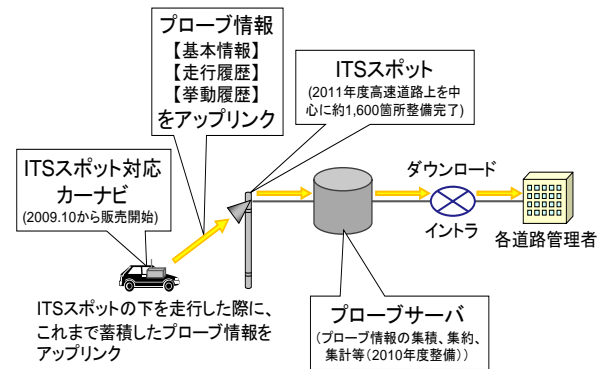 プローブ情報
【基本情報】
【走行履歴】
【挙動履歴】
をアップリンク
ITSスポット
(2011年度高速道路上を中
心に約1,600箇所整備完了)
ITSスポット対応
カーナビ
(2009.10から販売開始)
ダウンロード
イントラ
各道路管理者
ITSスポットの下を走行した際に、
これまで蓄積したプローブ情報を
アップリンク
プローブサーバ
(プローブ情報の集積、集約、
集計等(2010年度整備))